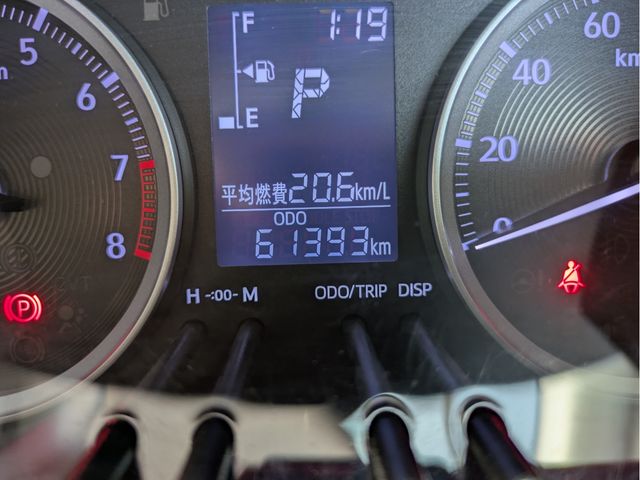 F
1:19
E
P
平均燃費20.6km/L
ODO
61393km
H -:00- M
ODO/TRIP DISP
5
6
7
8
P
0
20
40
60
km